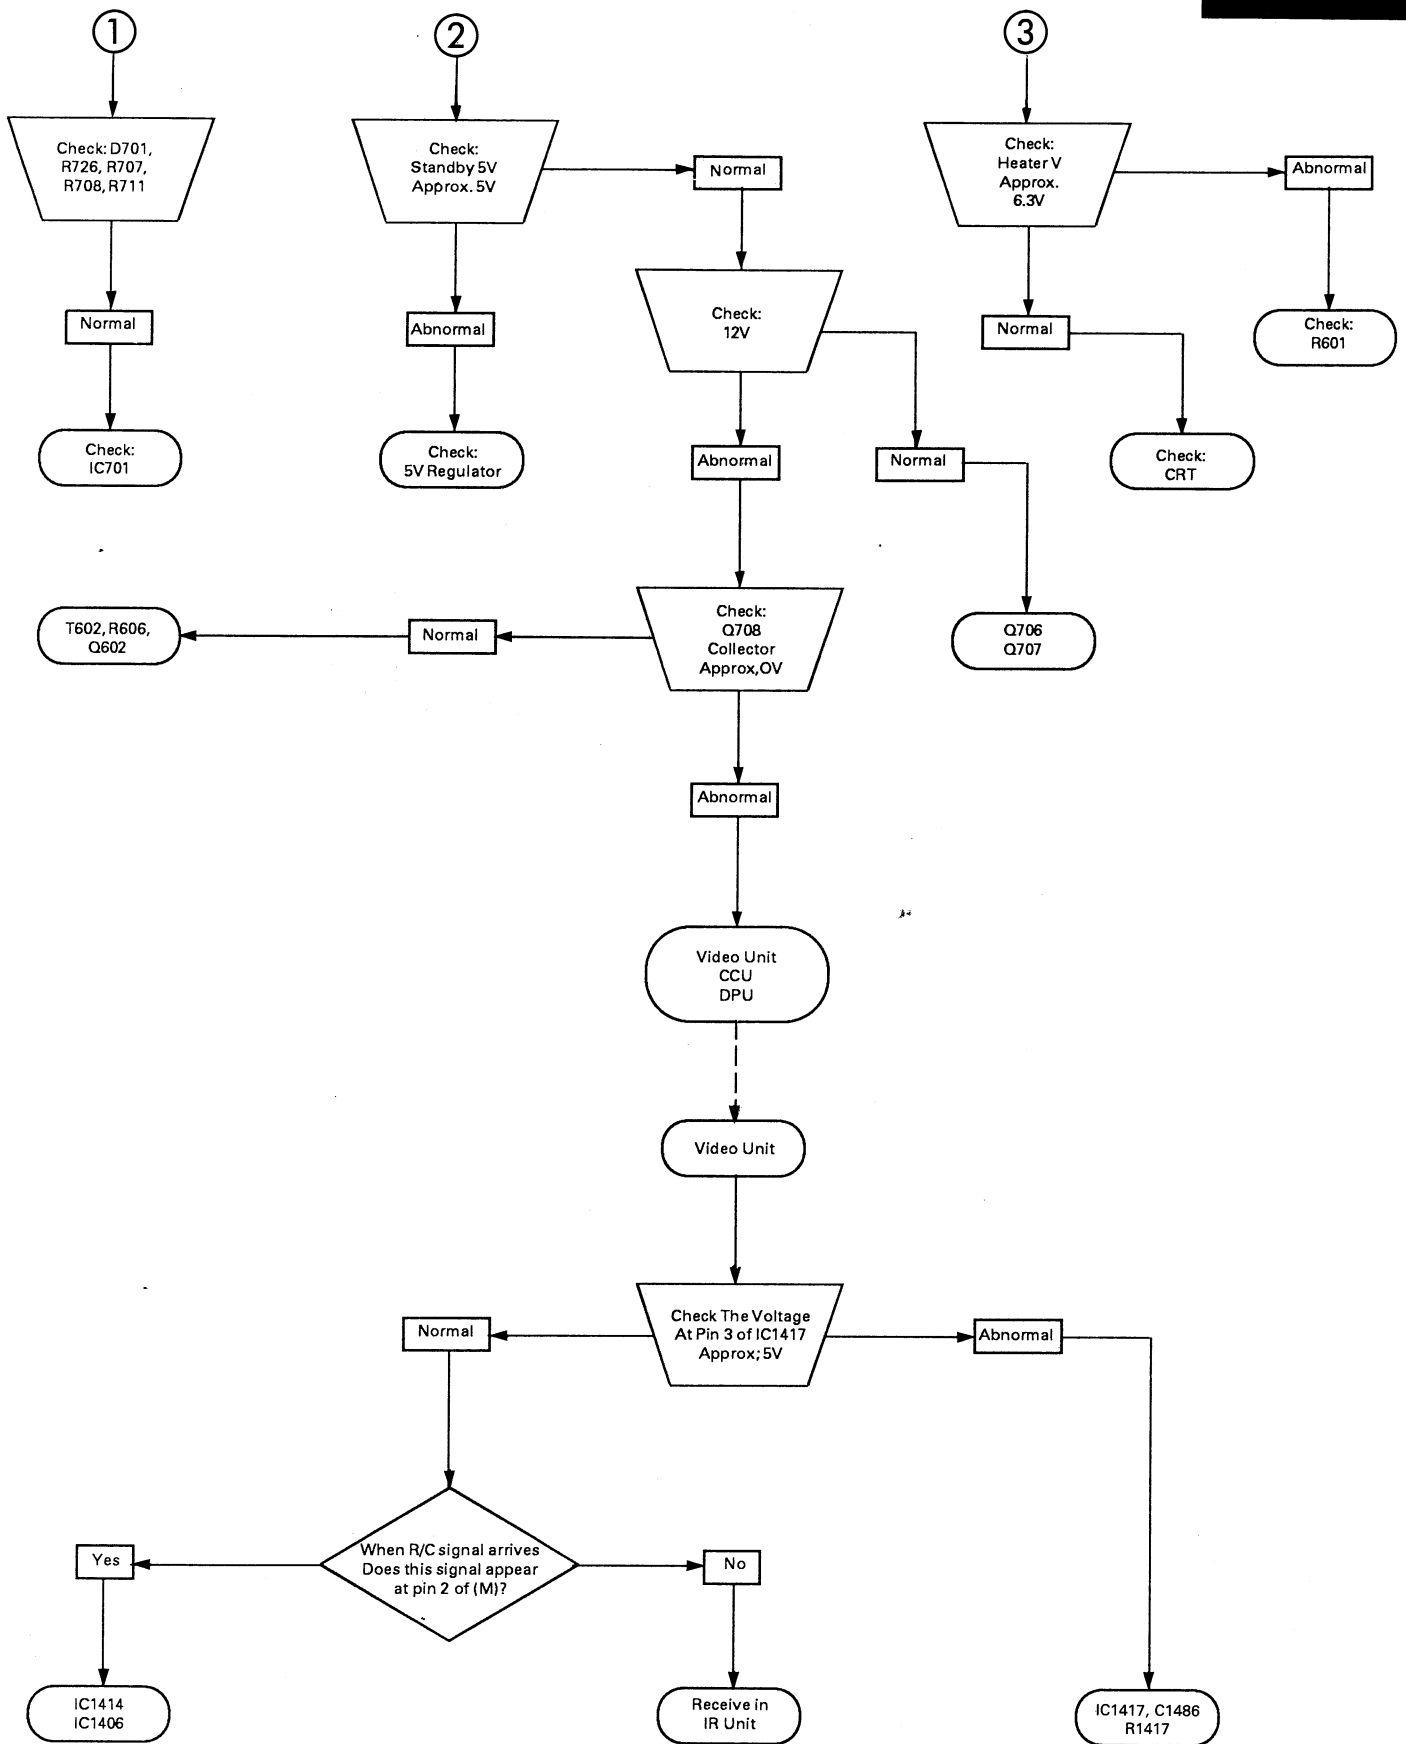 1
2
3
Check: D701,
R726, R707,
R708, R711
Normal
Check:
IC701
Check:
Standby 5V
Approx. 5V
Normal
Abnormal
Check:
5V Regulator
Check:
12V
Abnormal
Normal
Q706
Q707
Check:
Q708
Collector
Approx,OV
Normal
T602, R606,
Q602
Abnormal
Video Unit
CCU
DPU
Video Unit
Check The Voltage
At Pin 3 of IC1417
Approx; 5V
Normal
Abnormal
When R/C signal arrives
Does this signal appear
at pin 2 of (M)?
Yes
No
IC1414
IC1406
Receive in
IR Unit
IC1417, C1486
R1417
Check:
Heater V
Approx.
6.3V
Abnormal
Normal
Check:
R601
Check:
CRT